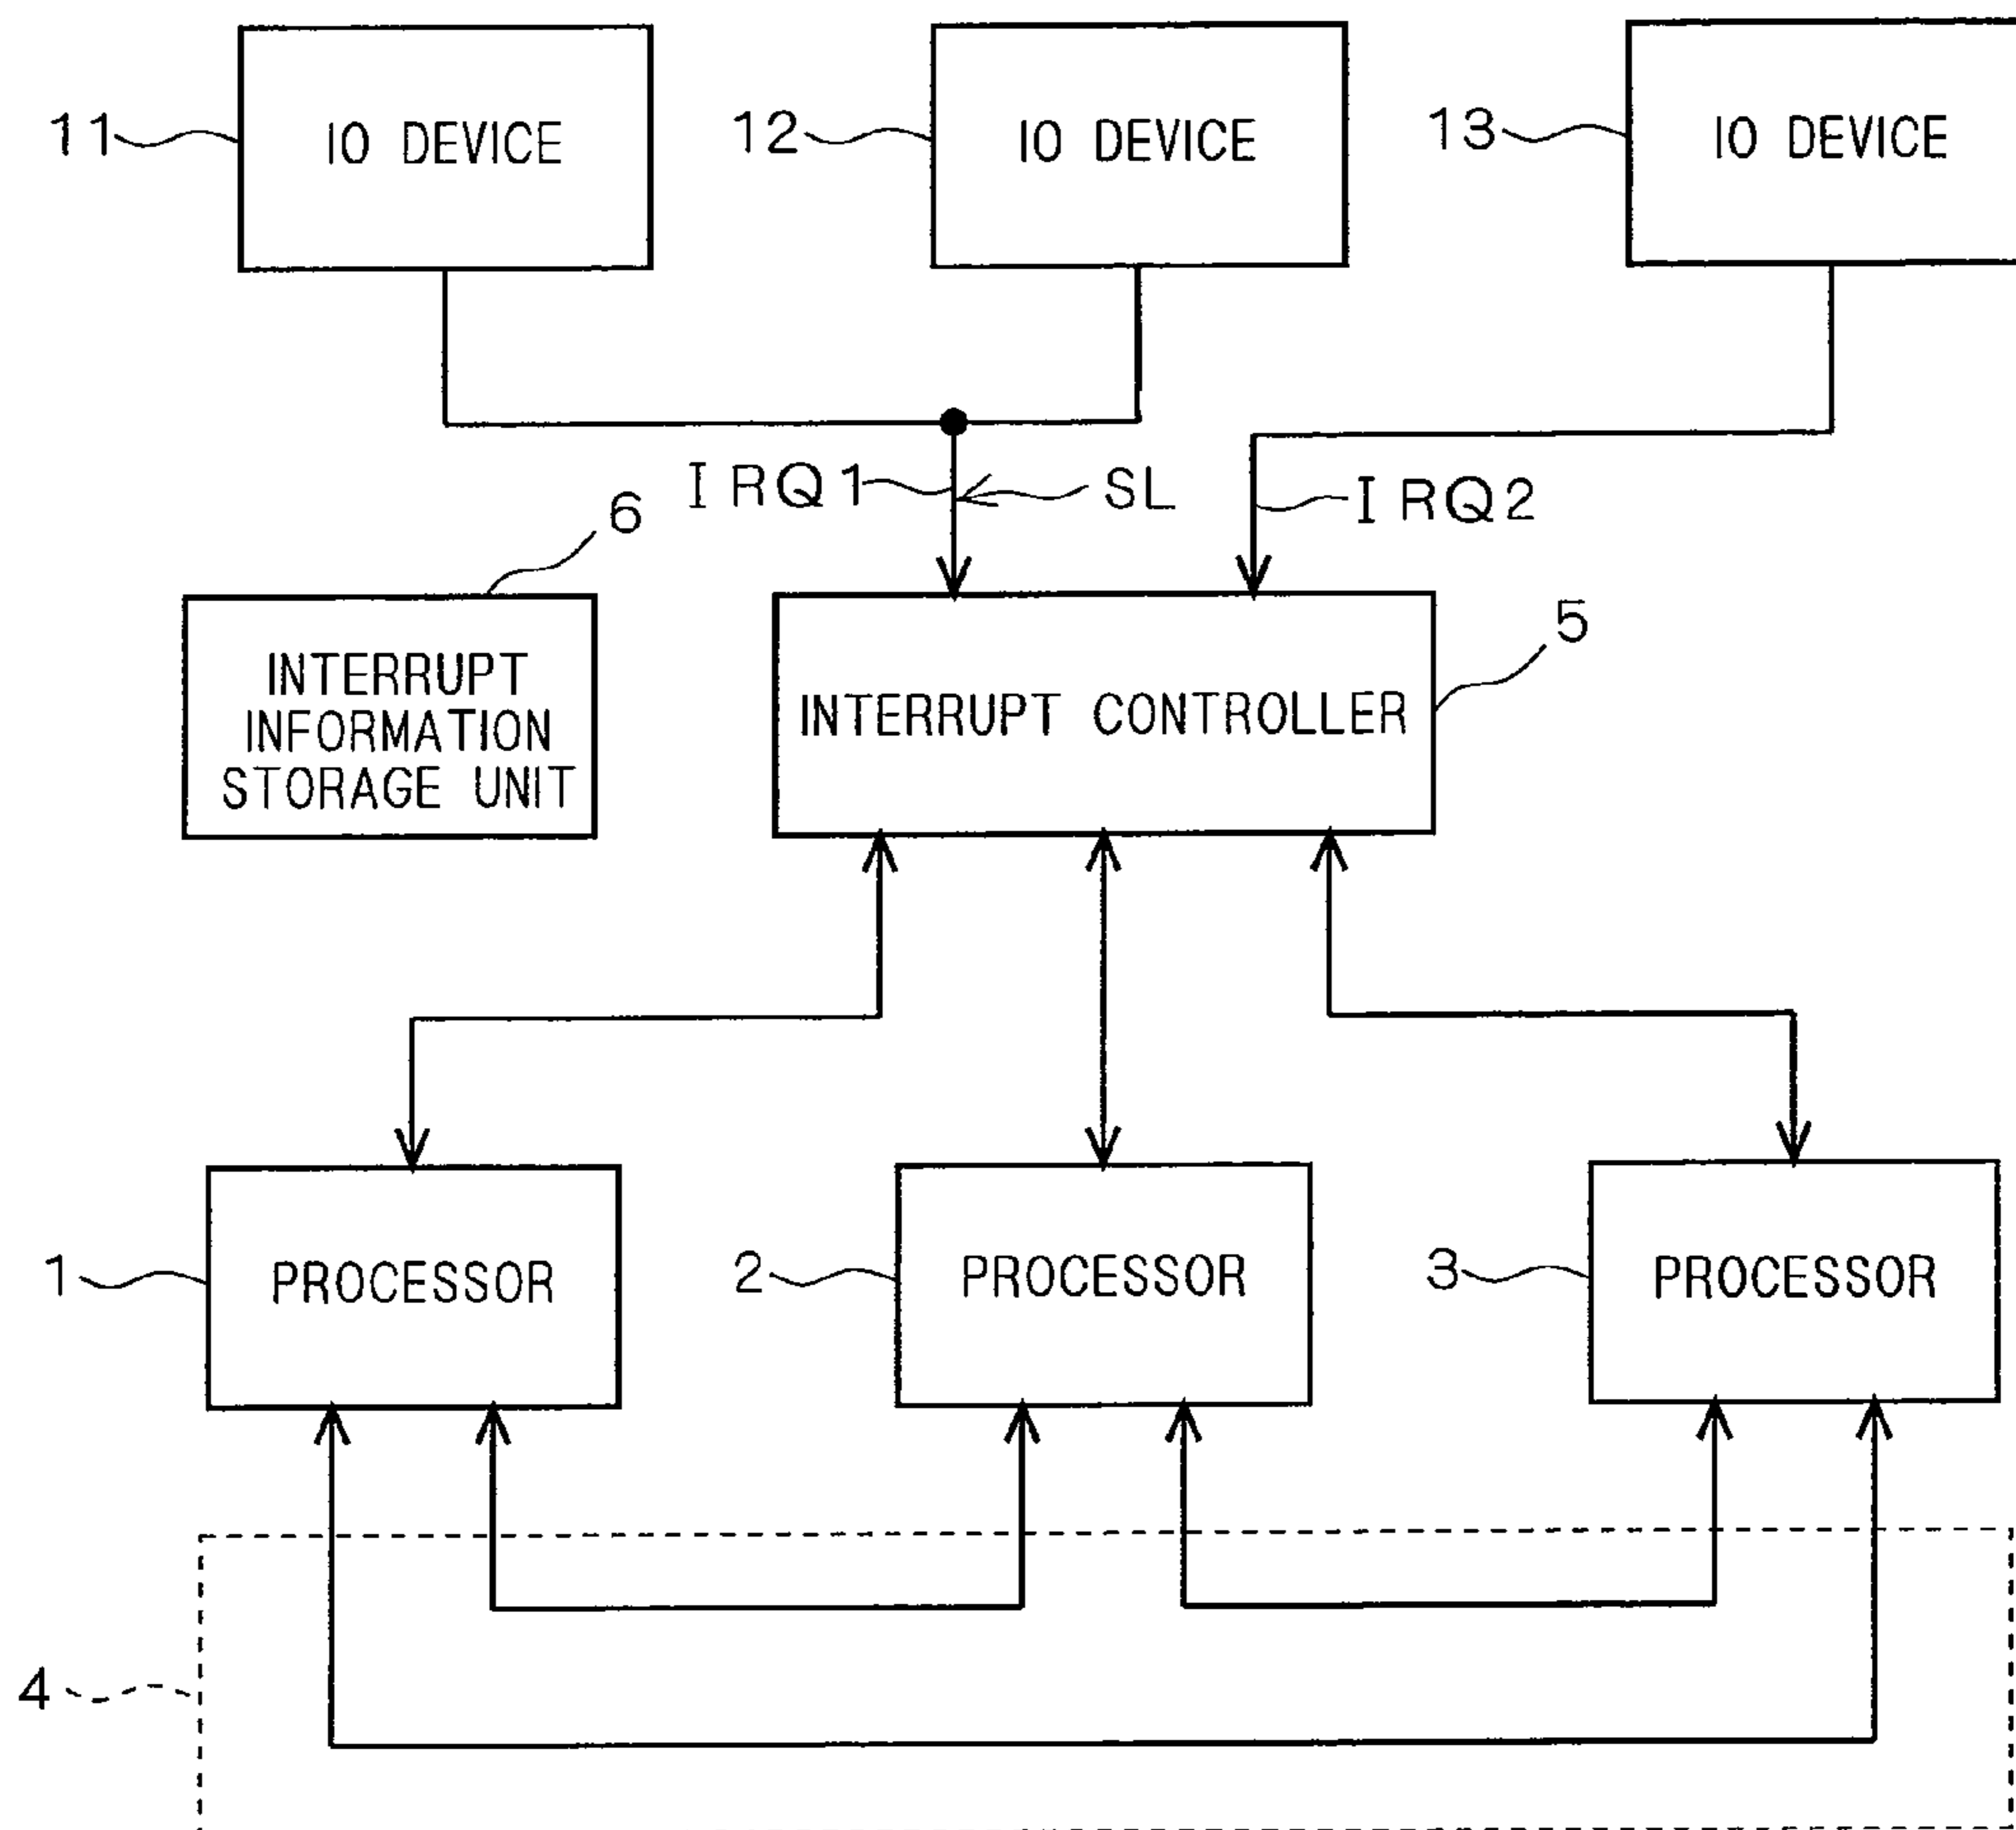 11
IO DEVICE
12
IO DEVICE
13
IO DEVICE
IRQ1
SL
IRQ2
6
INTERRUPT
INFORMATION
STORAGE UNIT
INTERRUPT CONTROLLER
5
1
PROCESSOR
2
PROCESSOR
3
PROCESSOR
4